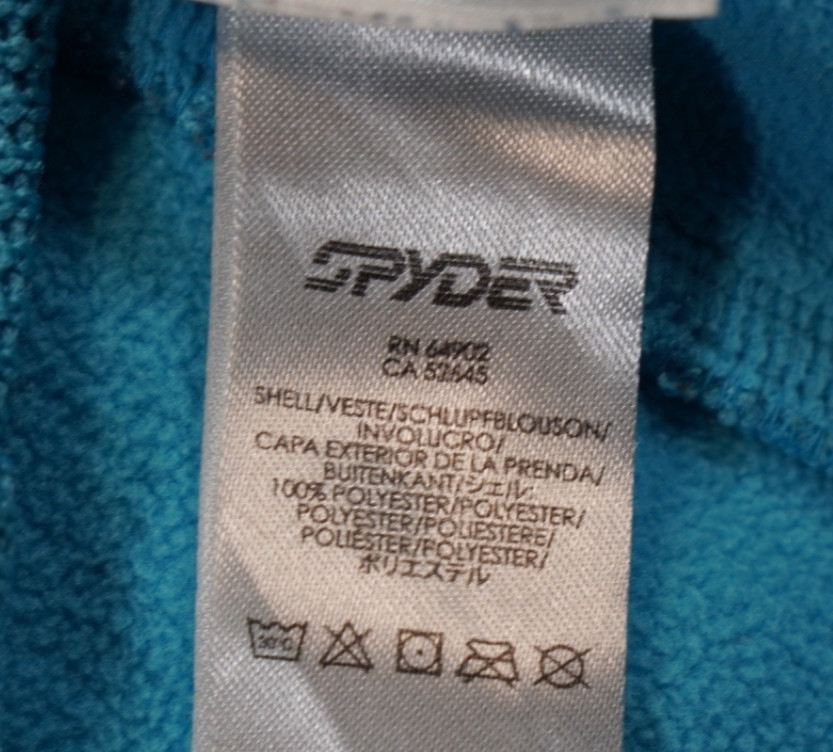 SPYDER
RN 64902
CA 52645
SHELL/VESTE/SCHLUPFBLOUSON/
INVOLUCRO/
CAPA EXTERIOR DE LA PRENDA/
BUITENKANT/シェル
100% POLYESTER/POLYESTER/
POLYESTER/POLIESTERE/
POLIÉSTER/POLYESTER/
ポリエステル
30°C